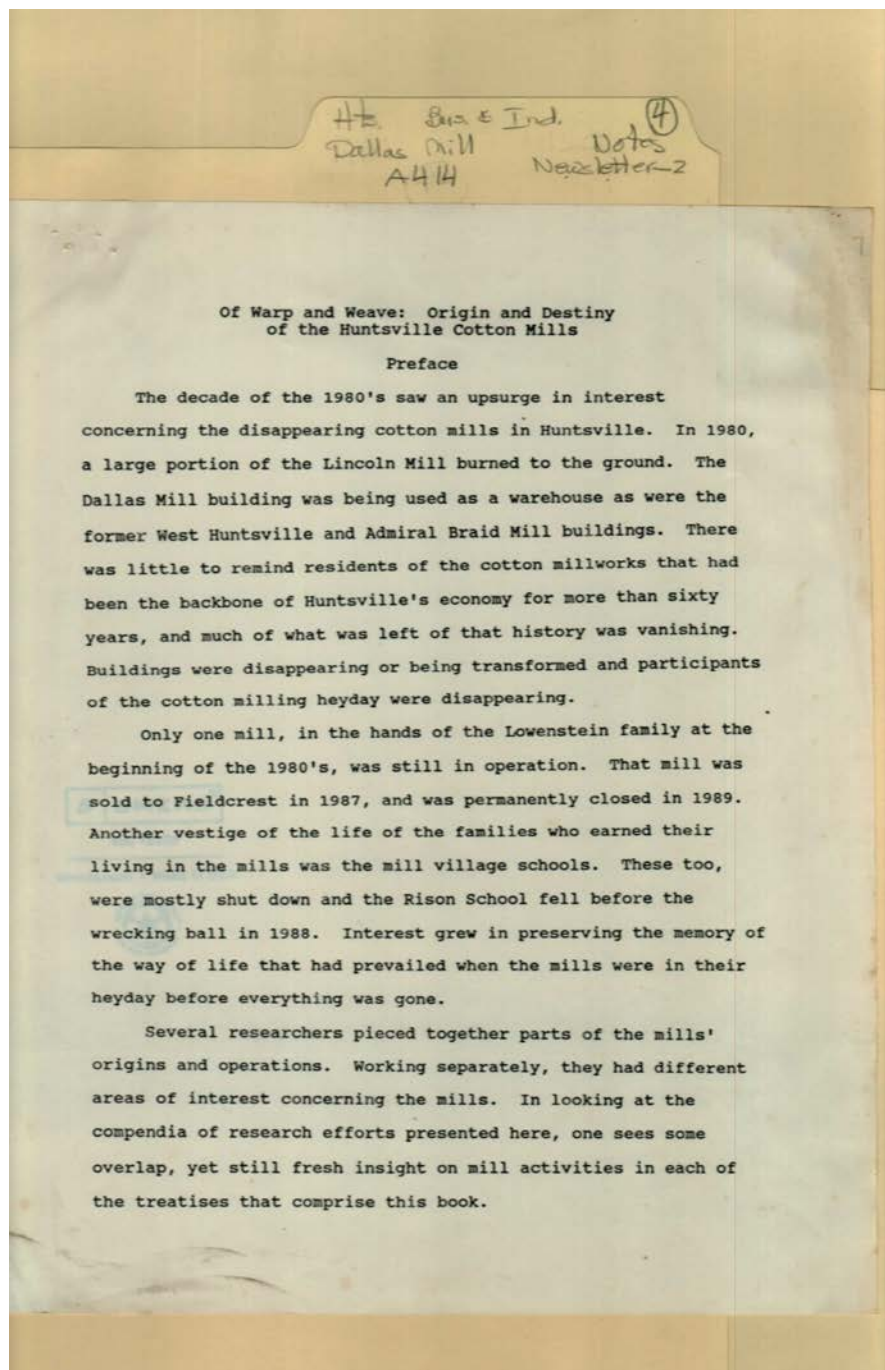 Htc. Bus & Ind. 4
Dallas Mill Notes
A414 Newsletter-2
Of Warp and Weave: Origin and Destiny
of the Huntsville Cotton Mills
Preface
The decade of the 1980's saw an upsurge in interest
concerning the disappearing cotton mills in Huntsville. In 1980,
a large portion of the Lincoln Mill burned to the ground. The
Dallas Mill building was being used as a warehouse as were the
former West Huntsville and Admiral Braid Mill buildings. There
was little to remind residents of the cotton millworks that had
been the backbone of Huntsville's economy for more than sixty
years, and much of what was left of that history was vanishing.
Buildings were disappearing or being transformed and participants
of the cotton milling heyday were disappearing.
Only one mill, in the hands of the Lowenstein family at the
beginning of the 1980's, was still in operation. That mill was
sold to Fieldcrest in 1987, and was permanently closed in 1989.
Another vestige of the life of the families who earned their
living in the mills was the mill village schools. These too,
were mostly shut down and the Rison School fell before the
wrecking ball in 1988. Interest grew in preserving the memory of
the way of life that had prevailed when the mills were in their
heyday before everything was gone.
Several researchers pieced together parts of the mills'
origins and operations. Working separately, they had different
areas of interest concerning the mills. In looking at the
compendia of research efforts presented here, one sees some
overlap, yet still fresh insight on mill activities in each of
the treatises that comprise this book.